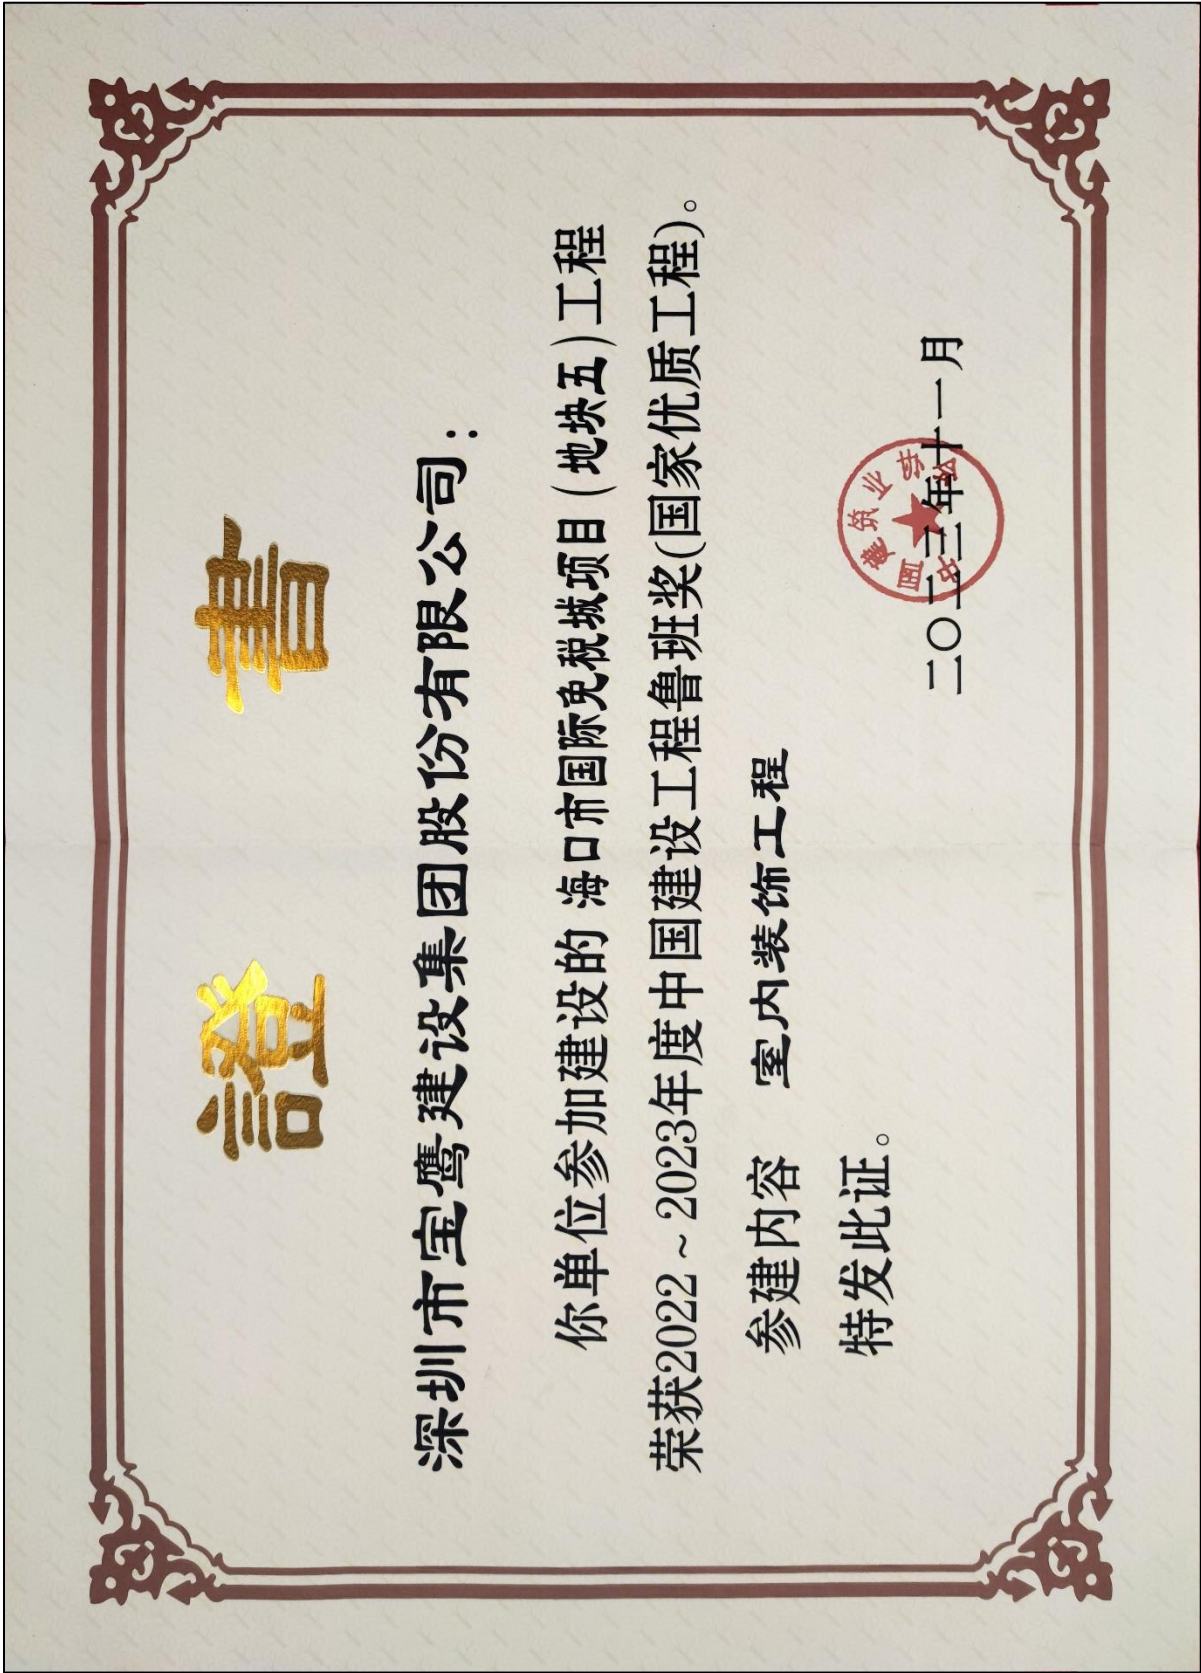 證書
深圳市宝鹰建设集团股份有限公司：
你单位参加建设的 海口市国际免税城项目（地块五）工程
荣获2022～2023年度中国建设工程鲁班奖(国家优质工程)。
参建内容 室内装饰工程
特发此证。
中国建筑业协会
二〇二三年十一月